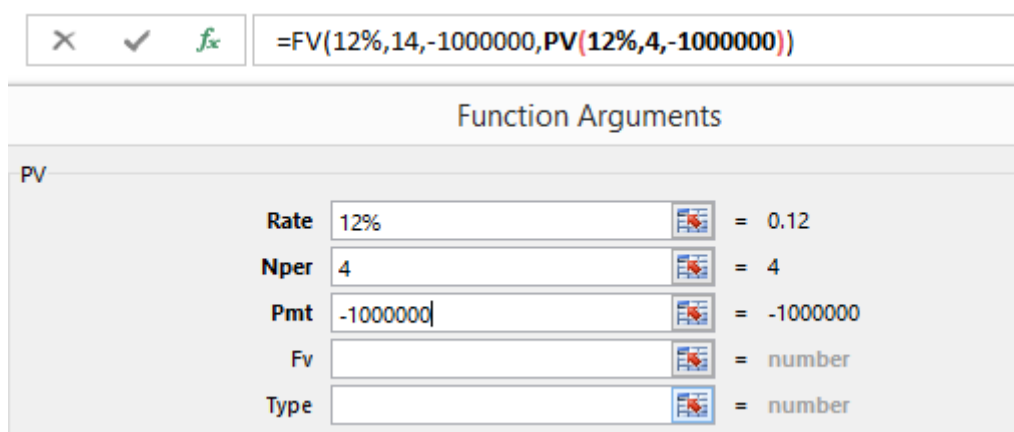 fx =FV(12%,14,-1000000,PV(12%,4,-1000000))
Function Arguments
PV
Rate 12% = 0.12
Nper 4 = 4
Pmt -1000000 = -1000000
Fv = number
Type = number